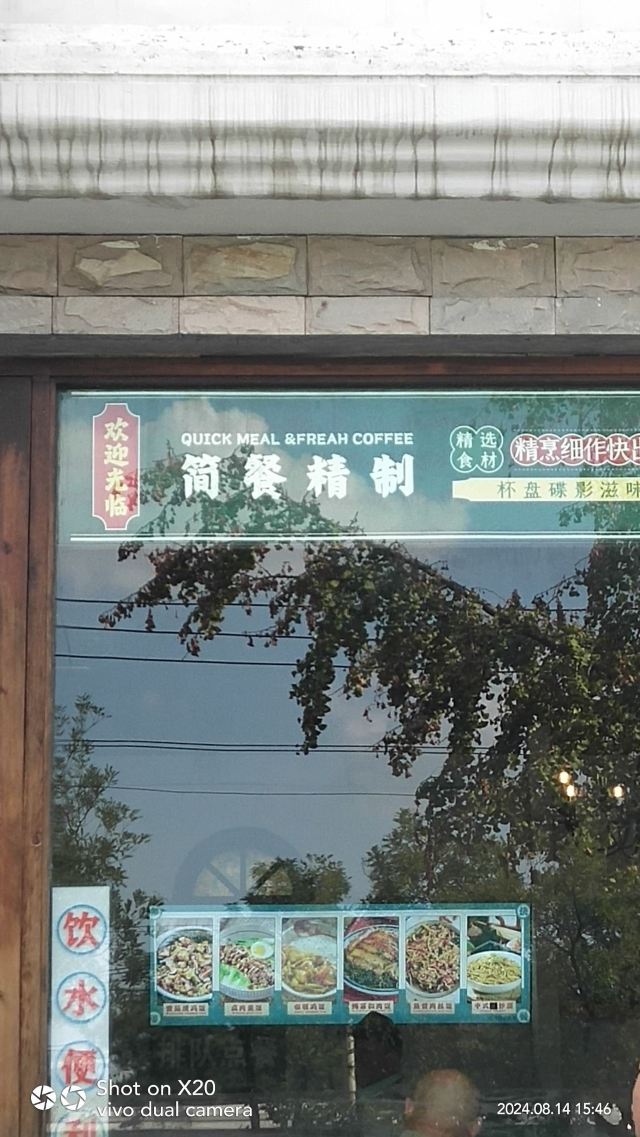 欢迎光临
QUICK MEAL &FREAH COFFEE
简餐精制
精选
食材
精烹细作快
杯盘碟影滋味
饮
水
便
利
Shot on X20
vivo dual camera
2024.08.14 15:46